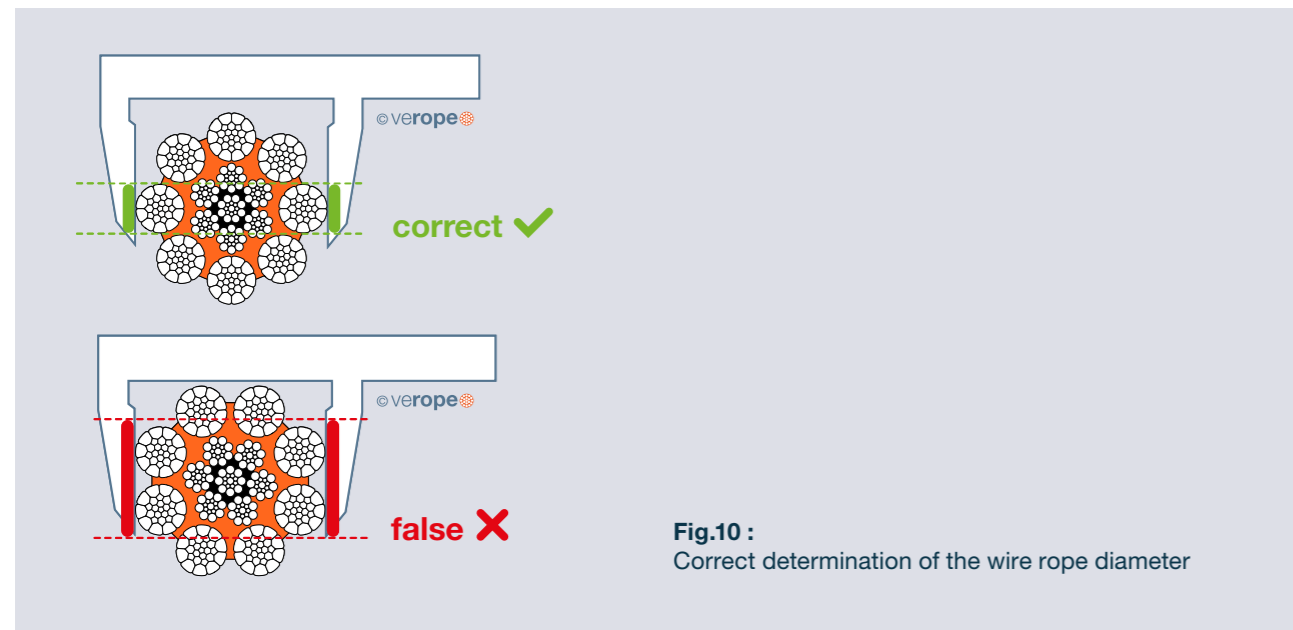 © verope
correct
© verope
false
Fig.10 :
Correct determination of the wire rope diameter